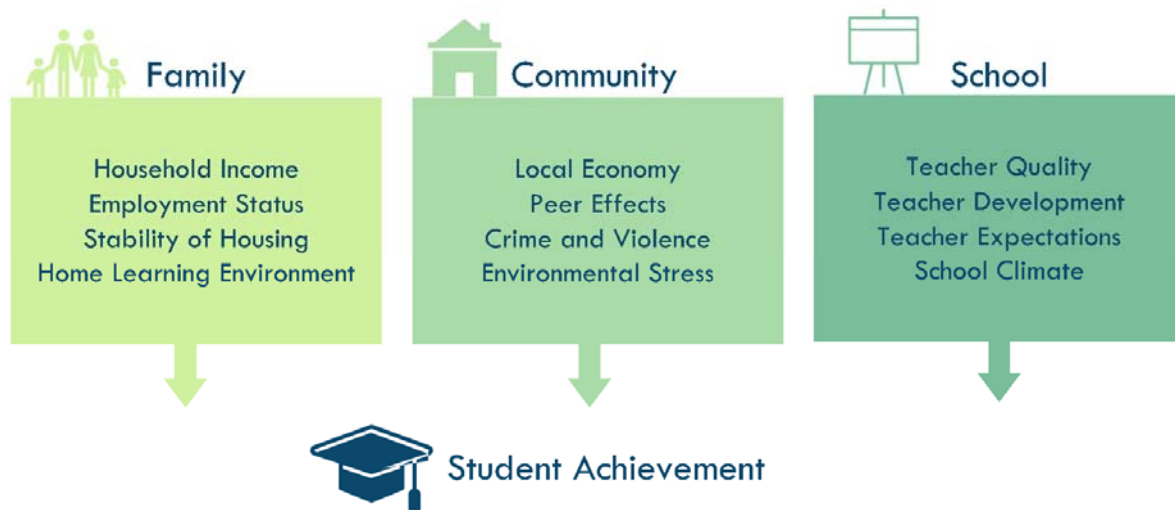 Family
Household Income
Employment Status
Stability of Housing
Home Learning Environment
Community
Local Economy
Peer Effects
Crime and Violence
Environmental Stress
School
Teacher Quality
Teacher Development
Teacher Expectations
School Climate
Student Achievement